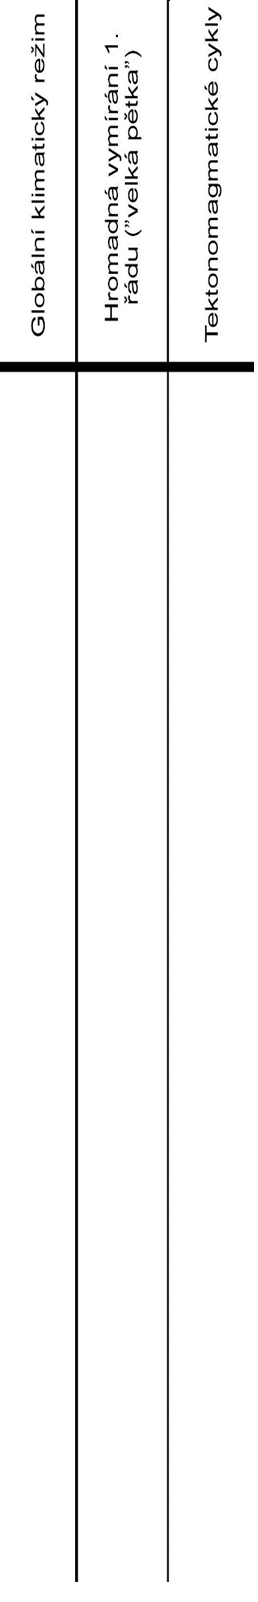 Globální klimatický režim
Hromadná vymírání 1.
řádu ("velká pětka")
Tektonomagmatické cykly